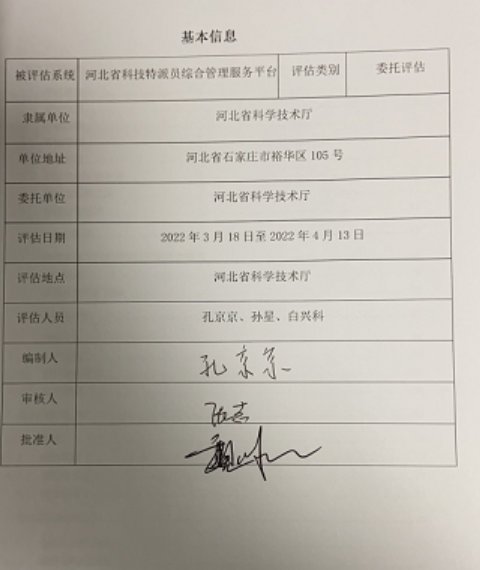 基本信息
被评估系统 河北省科技特派员综合管理服务平台 评估类别 委托评估
隶属单位 河北省科学技术厅
单位地址 河北省石家庄市裕华区 105 号
委托单位 河北省科学技术厅
评估日期 2022 年 3 月 18 日至 2022 年 4 月 13 日
评估地点 河北省科学技术厅
评估人员 孔京京、孙星、白兴科
编制人 孔京京
审核人
批准人